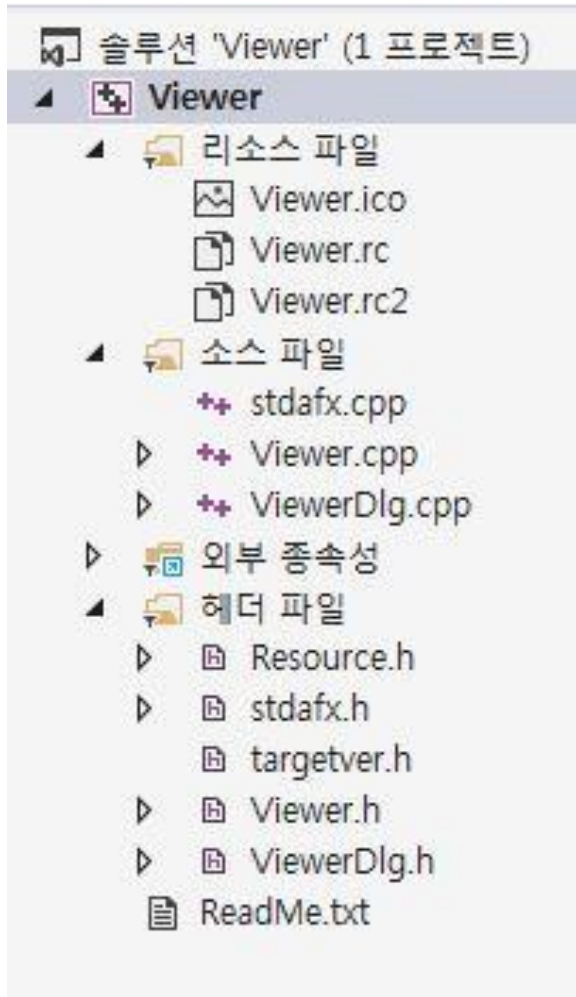 솔루션 'Viewer' (1 프로젝트)
Viewer
리소스 파일
Viewer.ico
Viewer.rc
Viewer.rc2
소스 파일
stdafx.cpp
Viewer.cpp
ViewerDlg.cpp
외부 종속성
헤더 파일
Resource.h
stdafx.h
targetver.h
Viewer.h
ViewerDlg.h
ReadMe.txt